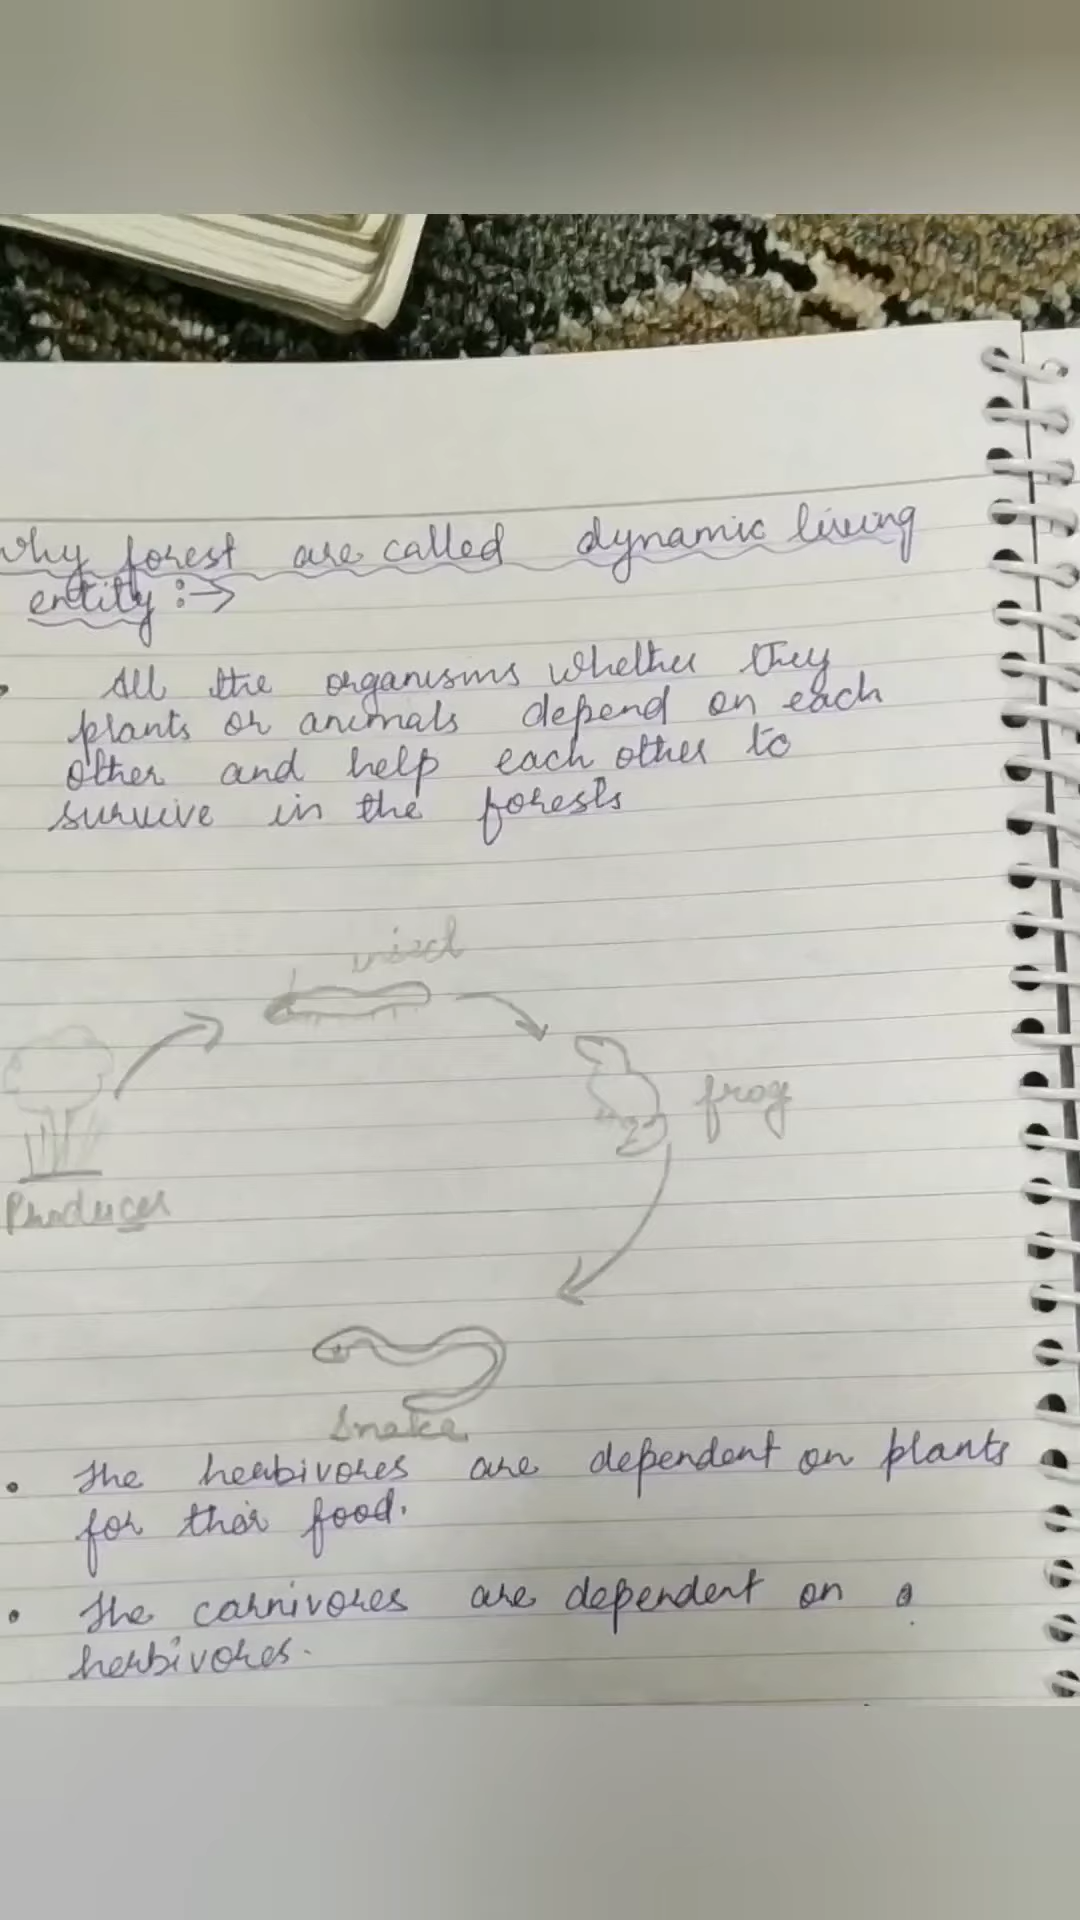 why forest are called dynamic living
entity :→
All the organisms whether they
plants or animals depend on each
other and help each other to
survive in the forests
frog
Producer
Snake
• The herbivores are dependent on plants
for their food.
• The carnivores are dependent on
herbivores.